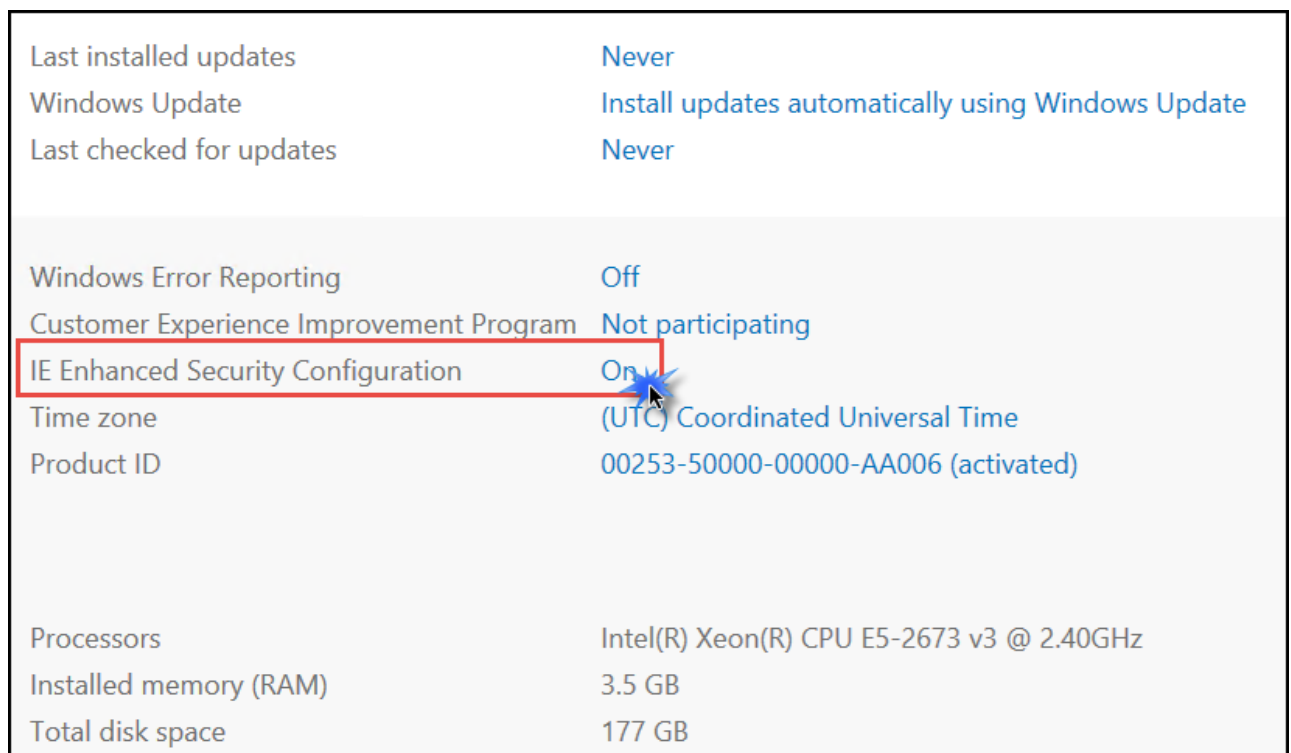 Last installed updates Never
Windows Update Install updates automatically using Windows Update
Last checked for updates Never
Windows Error Reporting Off
Customer Experience Improvement Program Not participating
IE Enhanced Security Configuration On
Time zone (UTC) Coordinated Universal Time
Product ID 00253-50000-00000-AA006 (activated)
Processors Intel(R) Xeon(R) CPU E5-2673 v3 @ 2.40GHz
Installed memory (RAM) 3.5 GB
Total disk space 177 GB